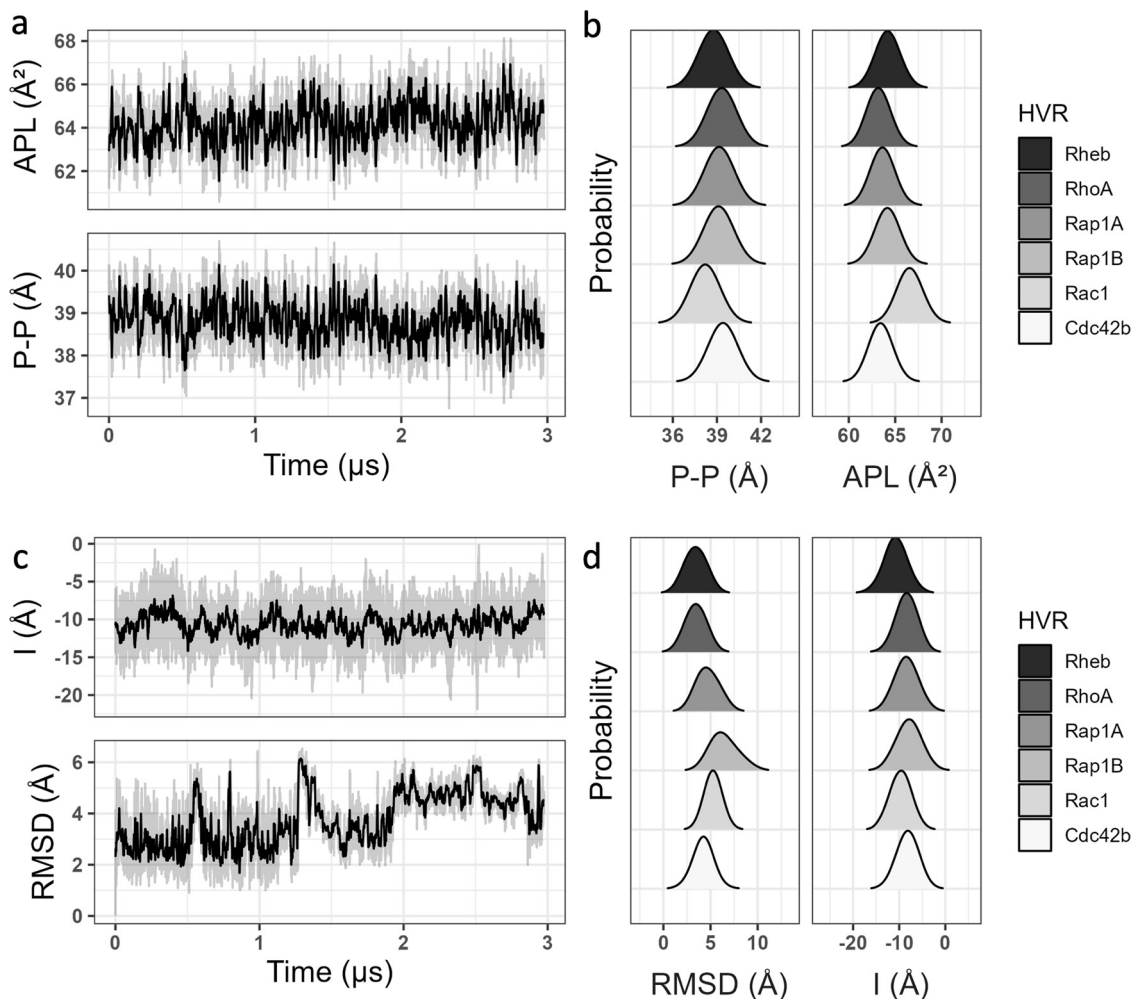 a
68
66
64
62
APL (Å²)
40
39
38
37
P-P (Å)
0 1 2 3
Time (µs)
b
Probability
36 39 42
60 65 70
P-P (Å)
APL (Å²)
HVR
Rheb
RhoA
Rap1A
Rap1B
Rac1
Cdc42b
c
0
-5
-10
-15
-20
I (Å)
6
4
2
0
RMSD (Å)
0 1 2 3
Time (µs)
d
Probability
0 5 10
-20 -10 0
RMSD (Å)
I (Å)
HVR
Rheb
RhoA
Rap1A
Rap1B
Rac1
Cdc42b